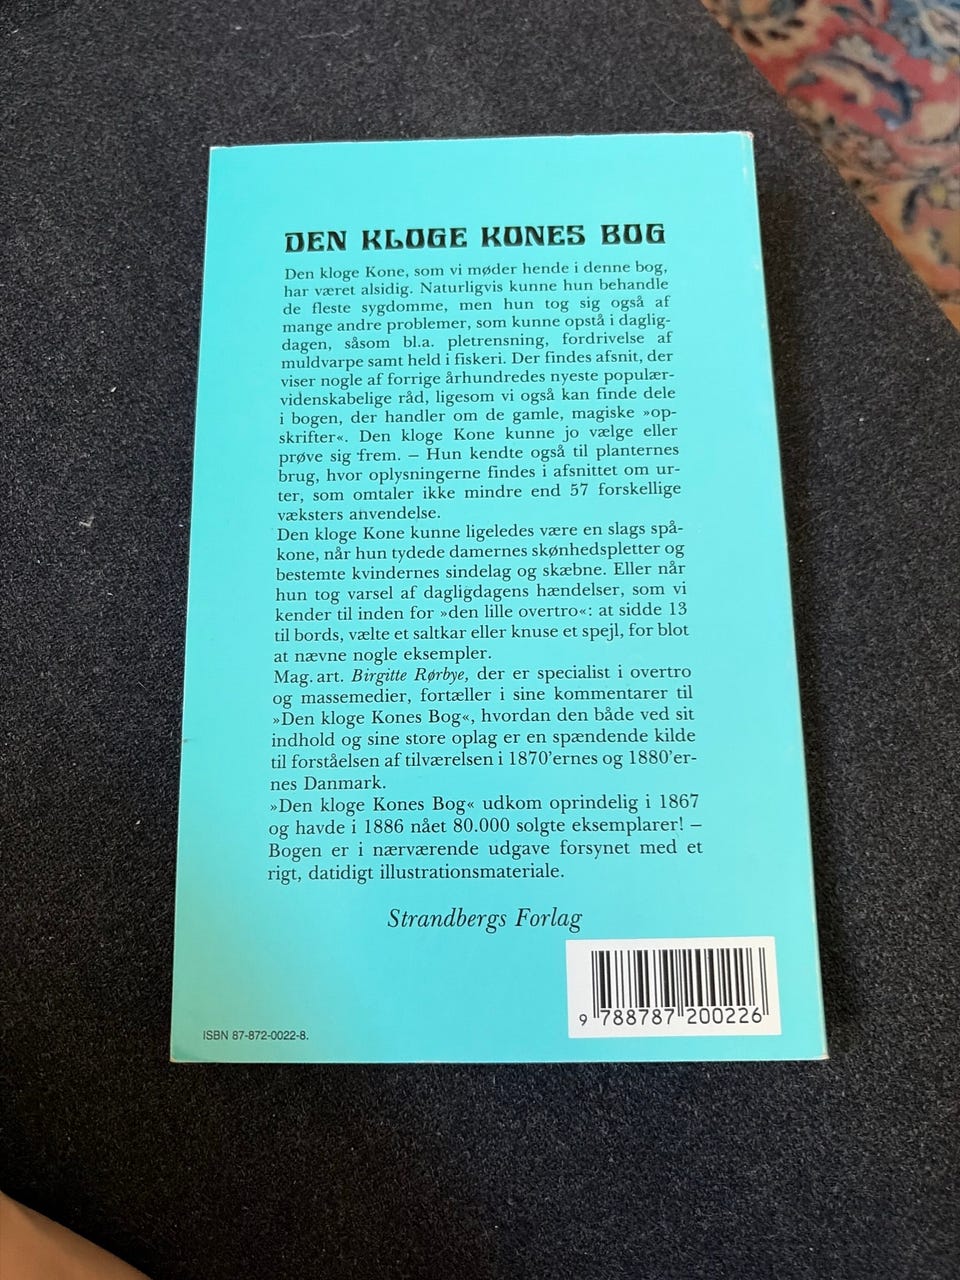 DEN KLOGE KONES BOG
Den kloge Kone, som vi møder hende i denne bog,
har været alsidig. Naturligvis kunne hun behandle
de fleste sygdomme, men hun tog sig også af
mange andre problemer, som kunne opstå i daglig-
dagen, såsom bl.a. pletrensning, fordrivelse af
muldvarpe samt held i fiskeri. Der findes afsnit, der
viser nogle af forrige århundredes nyeste populær-
videnskabelige råd, ligesom vi også kan finde dele
i bogen, der handler om de gamle, magiske »op-
skrifter«. Den kloge Kone kunne jo vælge eller
prøve sig frem. – Hun kendte også til planternes
brug, hvor oplysningerne findes i afsnittet om ur-
ter, som omtaler ikke mindre end 57 forskellige
væksters anvendelse.
Den kloge Kone kunne ligeledes være en slags spå-
kone, når hun tydede damernes skønhedspletter og
bestemte kvindernes sindelag og skæbne. Eller når
hun tog varsel af dagligdagens hændelser, som vi
kender til inden for »den lille overtro«: at sidde 13
til bords, vælte et saltkar eller knuse et spejl, for blot
at nævne nogle eksempler.
Mag. art. Birgitte Rørbye, der er specialist i overtro
og massemedier, fortæller i sine kommentarer til
»Den kloge Kones Bog«, hvordan den både ved sit
indhold og sine store oplag er en spændende kilde
til forståelsen af tilværelsen i 1870'ernes og 1880'er-
nes Danmark.
»Den kloge Kones Bog« udkom oprindelig i 1867
og havde i 1886 nået 80.000 solgte eksemplarer! –
Bogen er i nærværende udgave forsynet med et
rigt, datidigt illustrationsmateriale.
Strandbergs Forlag
ISBN 87-872-0022-8.
9 788787 200226